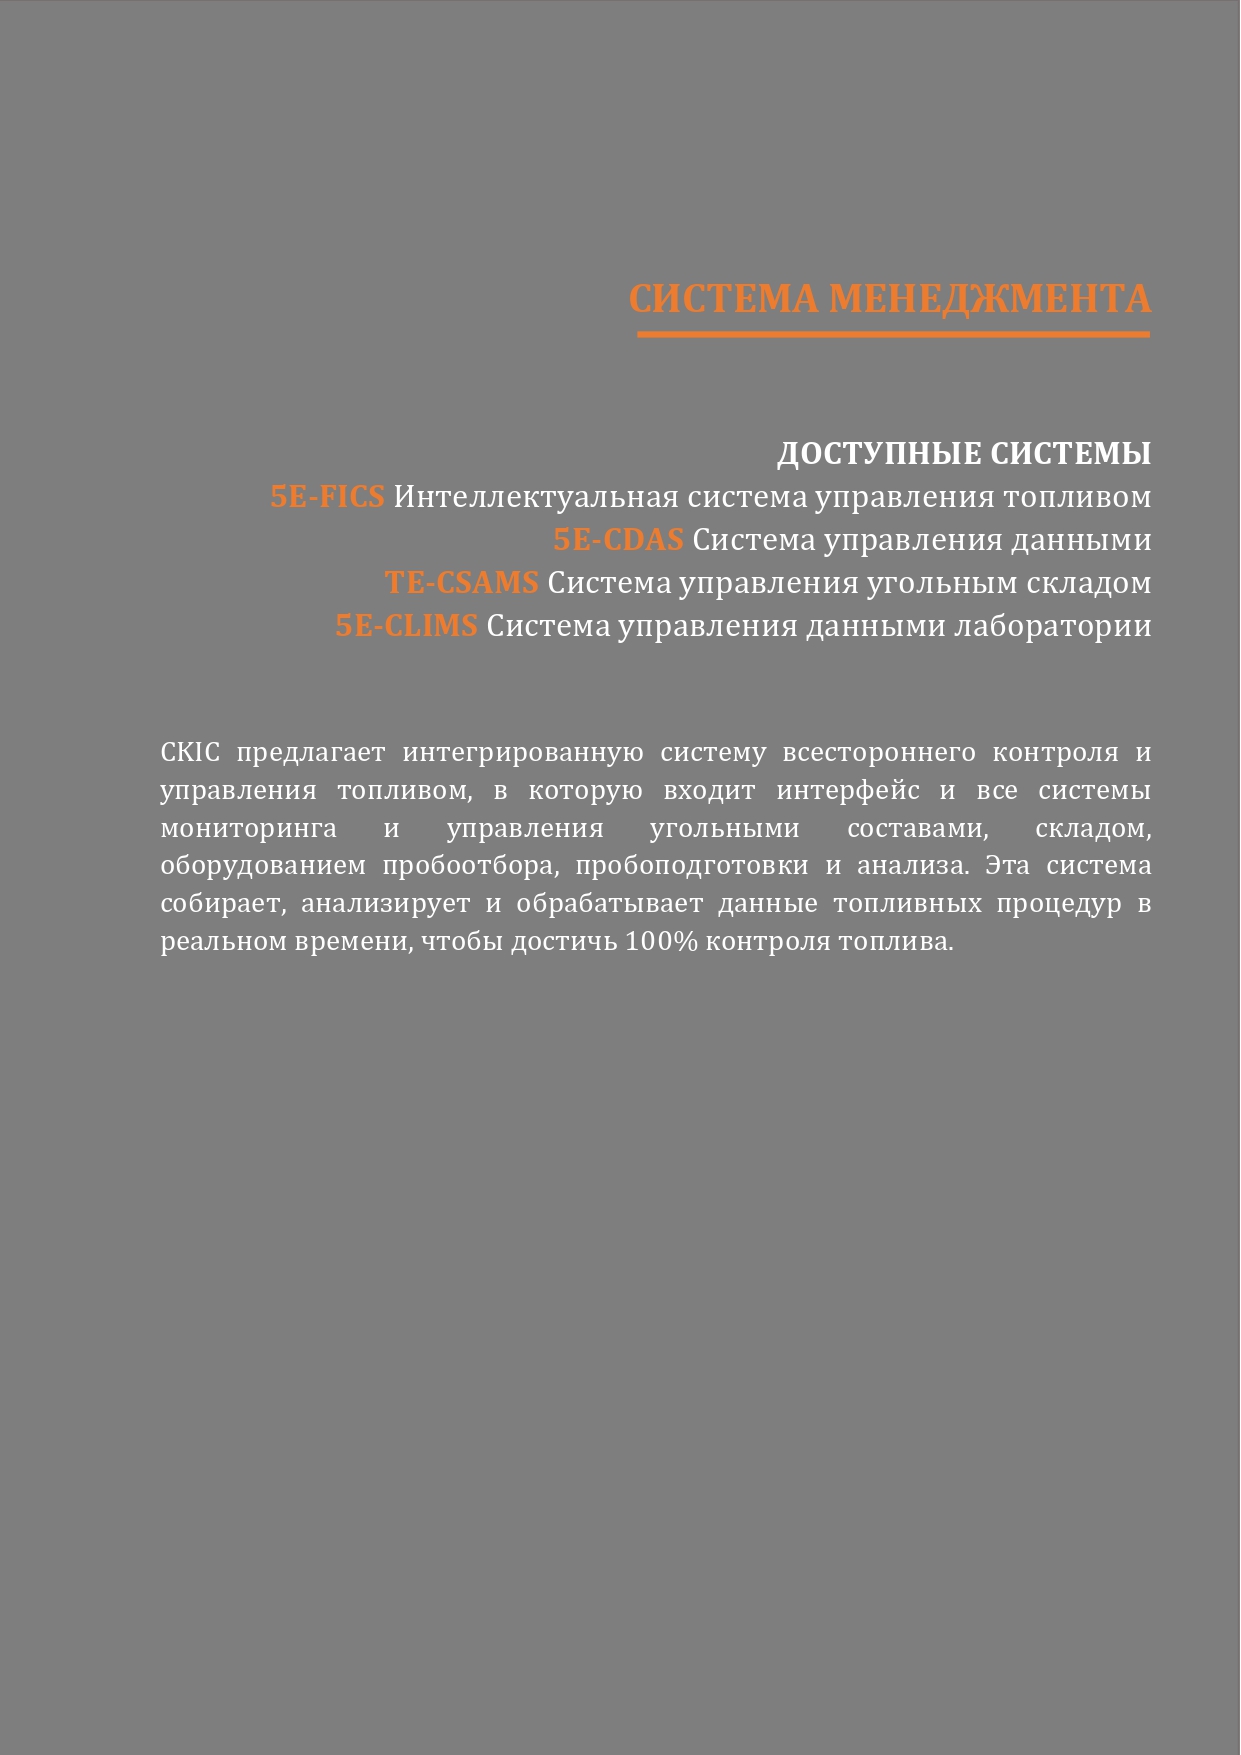 СИСТЕМА МЕНЕДЖМЕНТА
ДОСТУПНЫЕ СИСТЕМЫ
5E-FICS Интеллектуальная система управления топливом
5E-CDAS Система управления данными
TE-CSAMS Система управления угольным складом
5E-CLIMS Система управления данными лаборатории
CKIC предлагает интегрированную систему всестороннего контроля и
управления топливом, в которую входит интерфейс и все системы
мониторинга и управления угольными составами, складом,
оборудованием пробоотбора, пробоподготовки и анализа. Эта система
собирает, анализирует и обрабатывает данные топливных процедур в
реальном времени, чтобы достичь 100% контроля топлива.